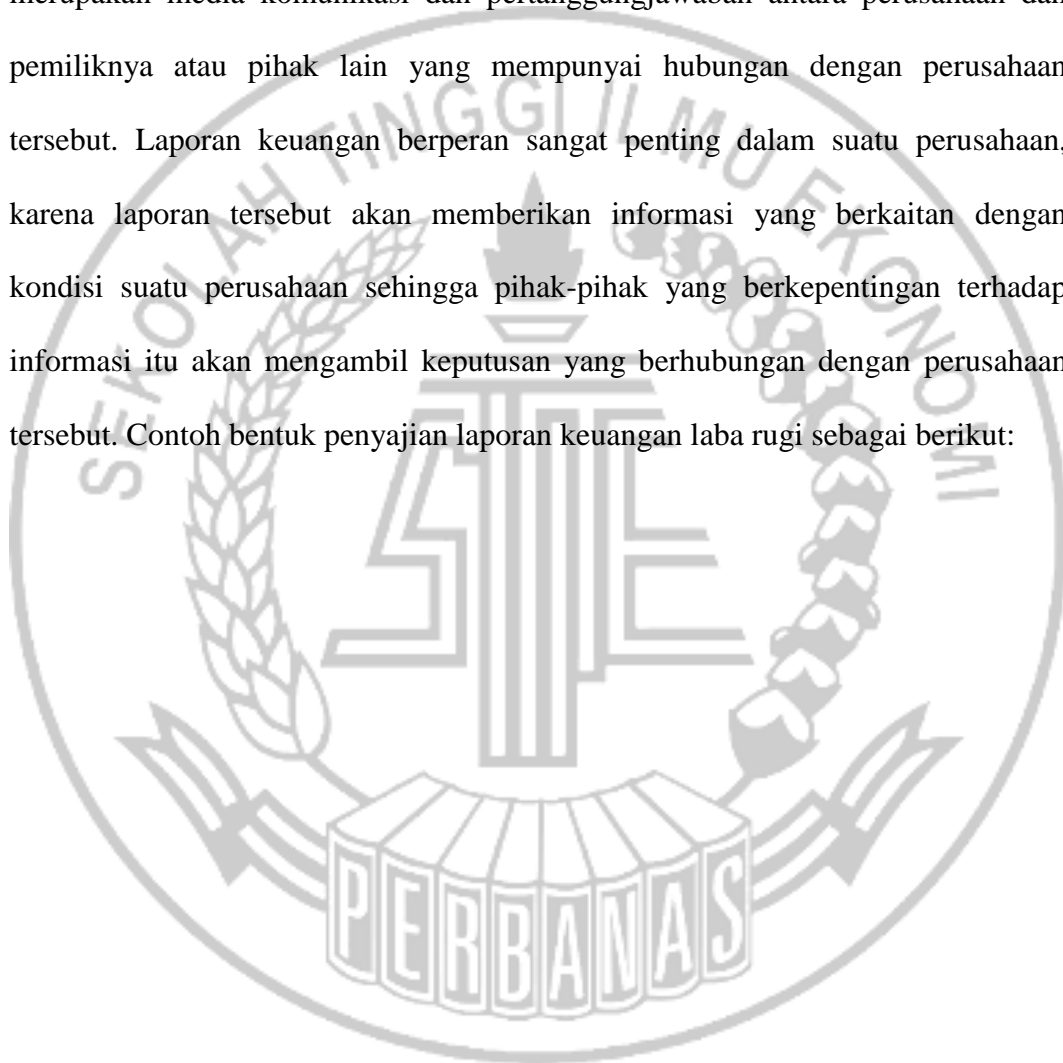 merupakan media komunikasi dan pertanggungjawaban antara perusahaan dan
pemiliknya atau pihak lain yang mempunyai hubungan dengan perusahaan
tersebut. Laporan keuangan berperan sangat penting dalam suatu perusahaan,
karena laporan tersebut akan memberikan informasi yang berkaitan dengan
kondisi suatu perusahaan sehingga pihak-pihak yang berkepentingan terhadap
informasi itu akan mengambil keputusan yang berhubungan dengan perusahaan
tersebut. Contoh bentuk penyajian laporan keuangan laba rugi sebagai berikut:
SEKOLAH TINGGI ILMU EKONOMI
STIE
PERBANAS